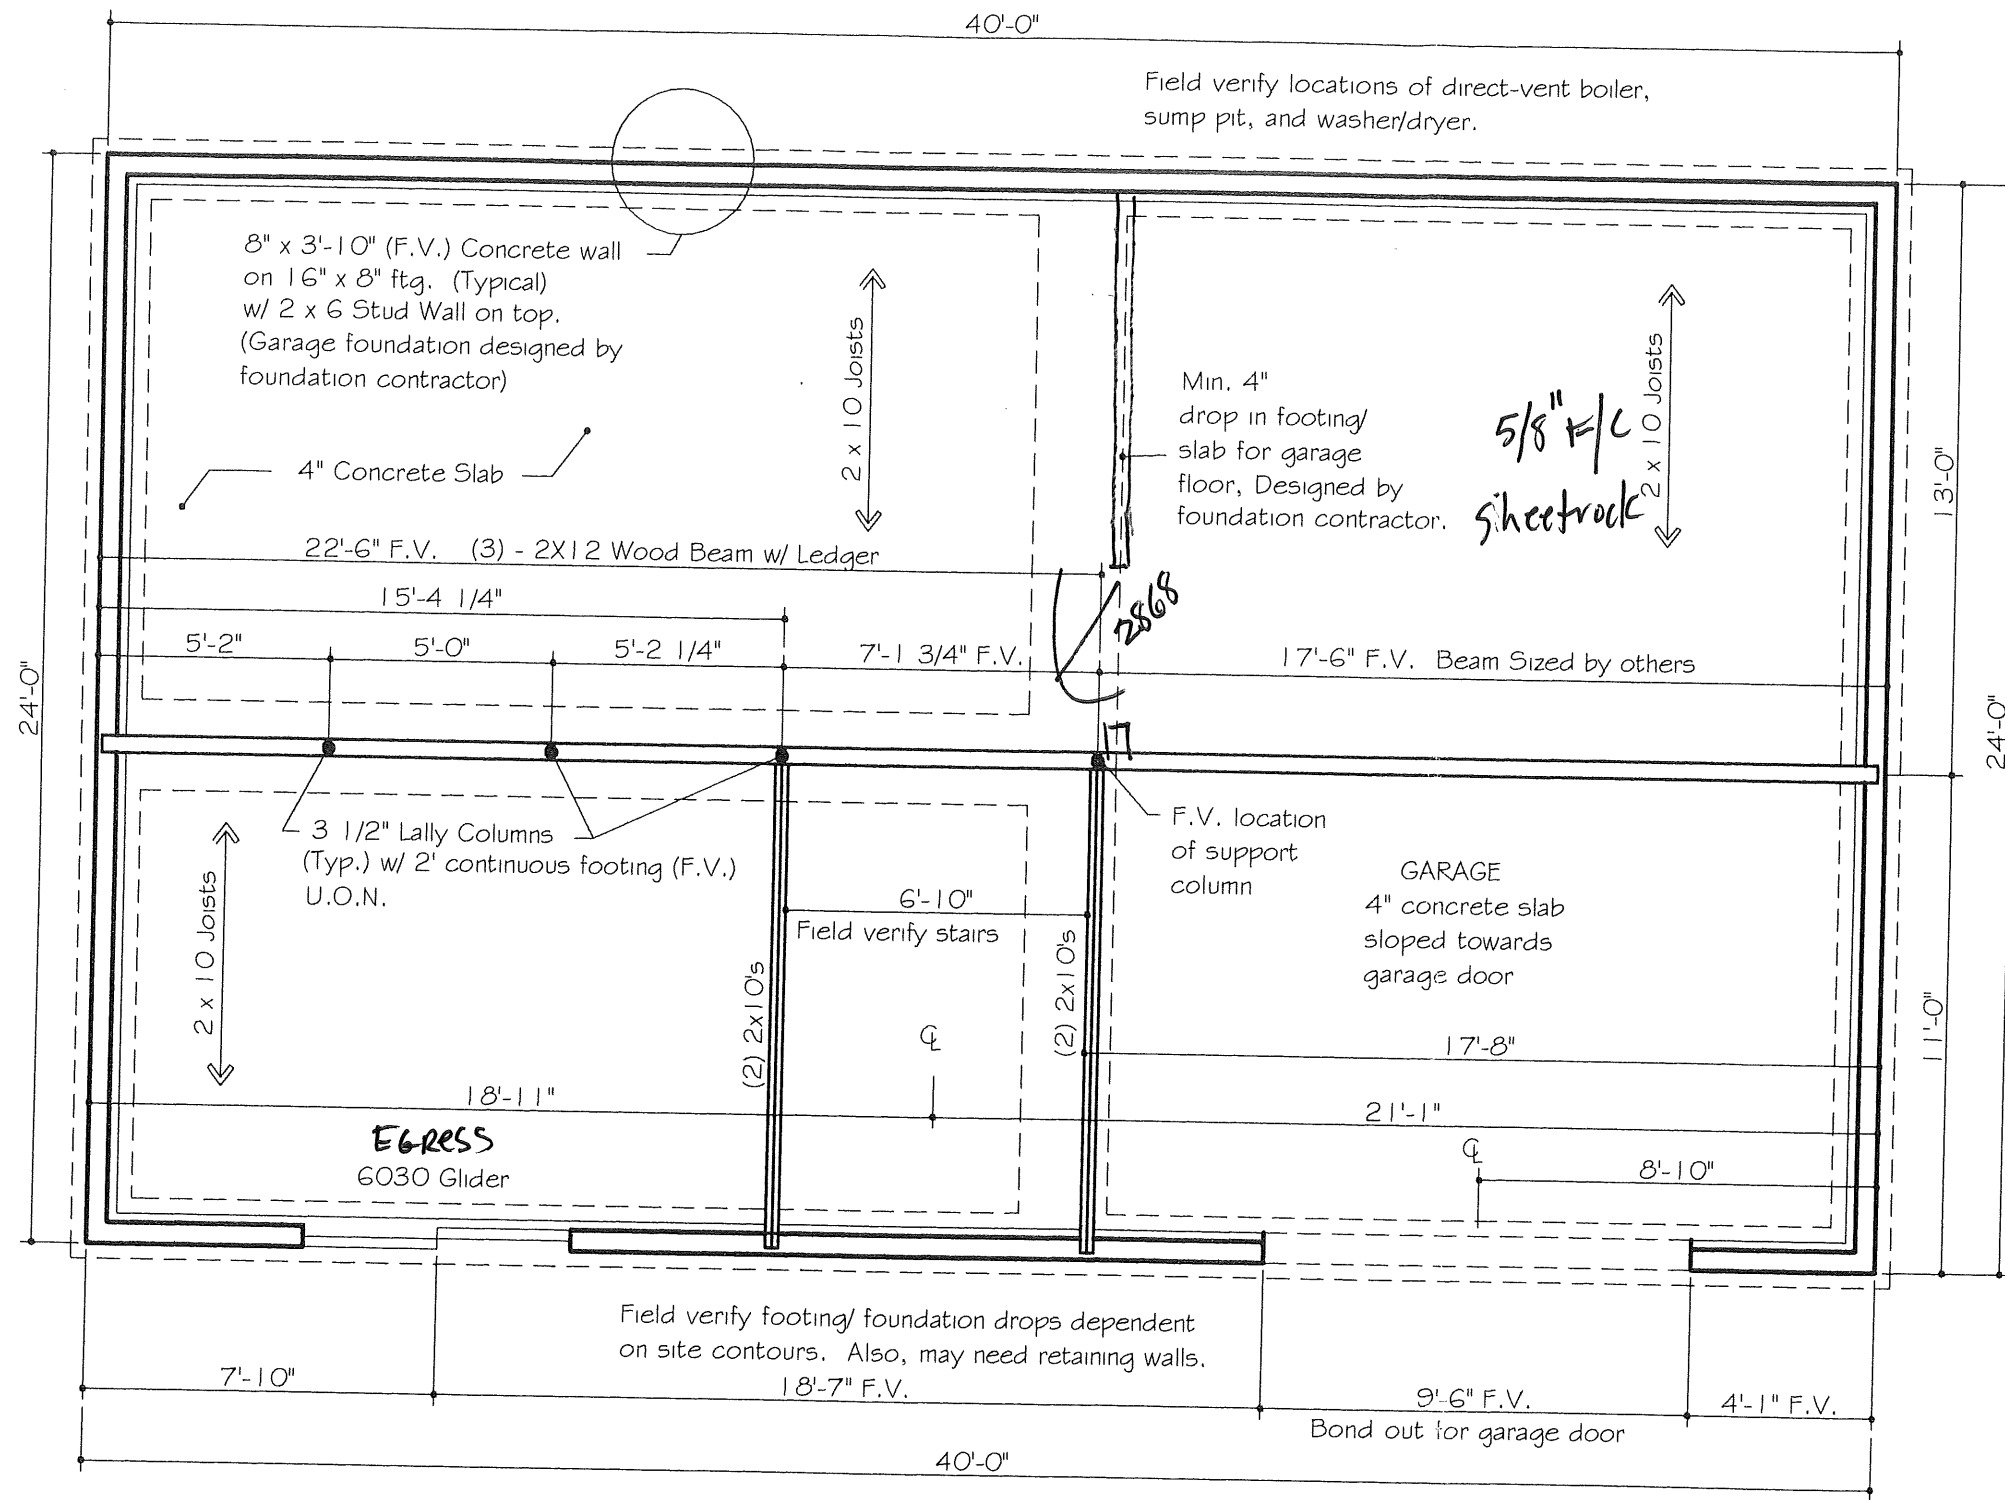 40'-0"
Field verify locations of direct-vent boiler,
sump pit, and washer/dryer.
8" x 3'-10" (F.V.) Concrete wall
on 16" x 8" ftg. (Typical)
w/ 2 x 6 Stud Wall on top.
(Garage foundation designed by
foundation contractor)
2 x 10 Joists
4" Concrete Slab
Min. 4"
drop in footing/
slab for garage
floor, Designed by
foundation contractor.
5/8" F/C
sheetrock
2 x 10 Joists
13'-0"
22'-6" F.V. (3) - 2X12 Wood Beam w/ Ledger
15'-4 1/4"
2868
5'-2"
5'-0"
5'-2 1/4"
7'-1 3/4" F.V.
17'-6" F.V. Beam Sized by others
24'-0"
24'-0"
3 1/2" Lally Columns
(Typ.) w/ 2' continuous footing (F.V.)
U.O.N.
F.V. location
of support
column
2 x 10 Joists
6'-10"
Field verify stairs
GARAGE
4" concrete slab
sloped towards
garage door
(2) 2x10's
(2) 2x10's
℄
11'-0"
17'-8"
18'-11"
21'-1"
EGRESS
6030 Glider
℄
8'-10"
Field verify footing/ foundation drops dependent
on site contours. Also, may need retaining walls.
7'-10"
18'-7" F.V.
9'-6" F.V.
4'-1" F.V.
Bond out for garage door
40'-0"